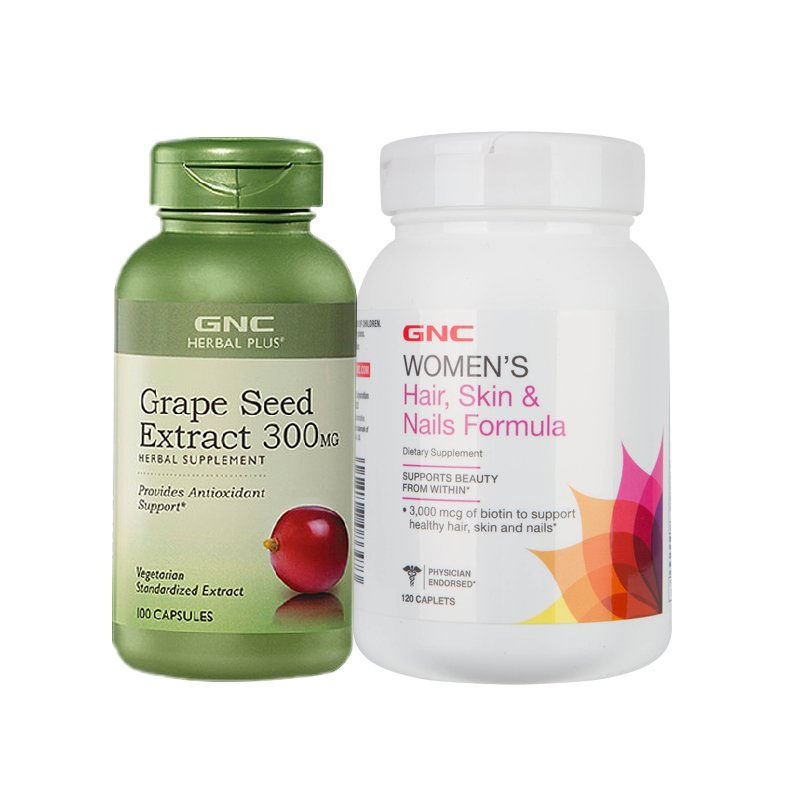 GNC
HERBAL PLUS®
Grape Seed
Extract 300MG
HERBAL SUPPLEMENT
Provides Antioxidant
Support*
Vegetarian
Standardized Extract
100 CAPSULES
OF CHILDREN.
GNC
WOMEN'S
Hair, Skin &
Nails Formula
Dietary Supplement
SUPPORTS BEAUTY
FROM WITHIN*
• 3,000 mcg of biotin to support
healthy hair, skin and nails*
PHYSICIAN
ENDORSED*
120 CAPLETS